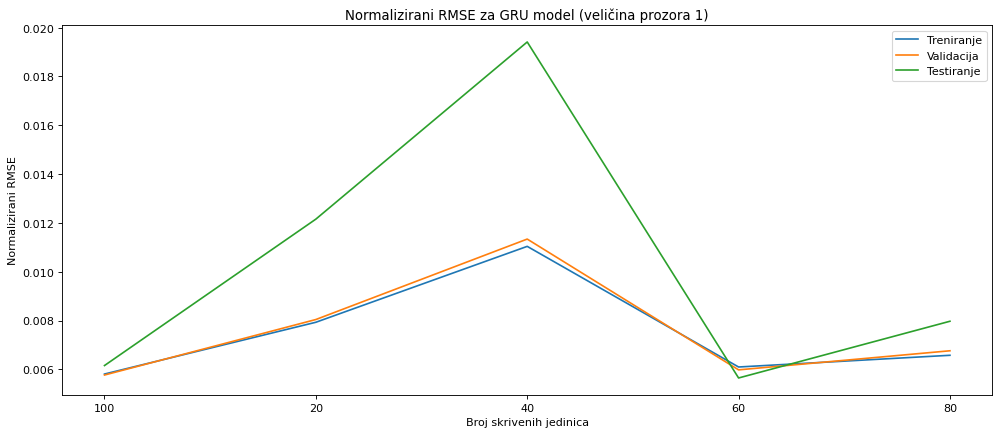 Normalizirani RMSE za GRU model (veličina prozora 1)
Treniranje
Validacija
Testiranje
Normalizirani RMSE
0.020
0.018
0.016
0.014
0.012
0.010
0.008
0.006
100 20 40 60 80
Broj skrivenih jedinica